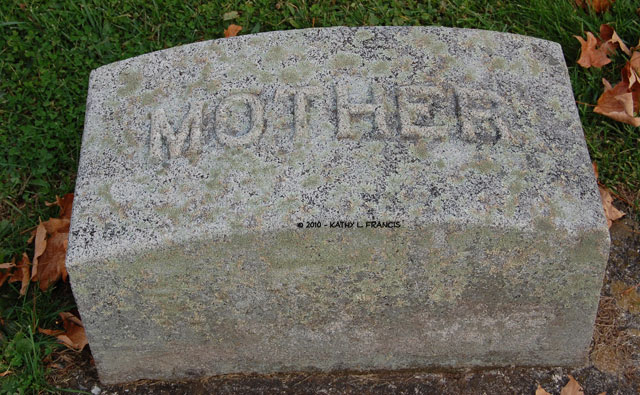 MOTHER
© 2010 - KATHY L. FRANCIS